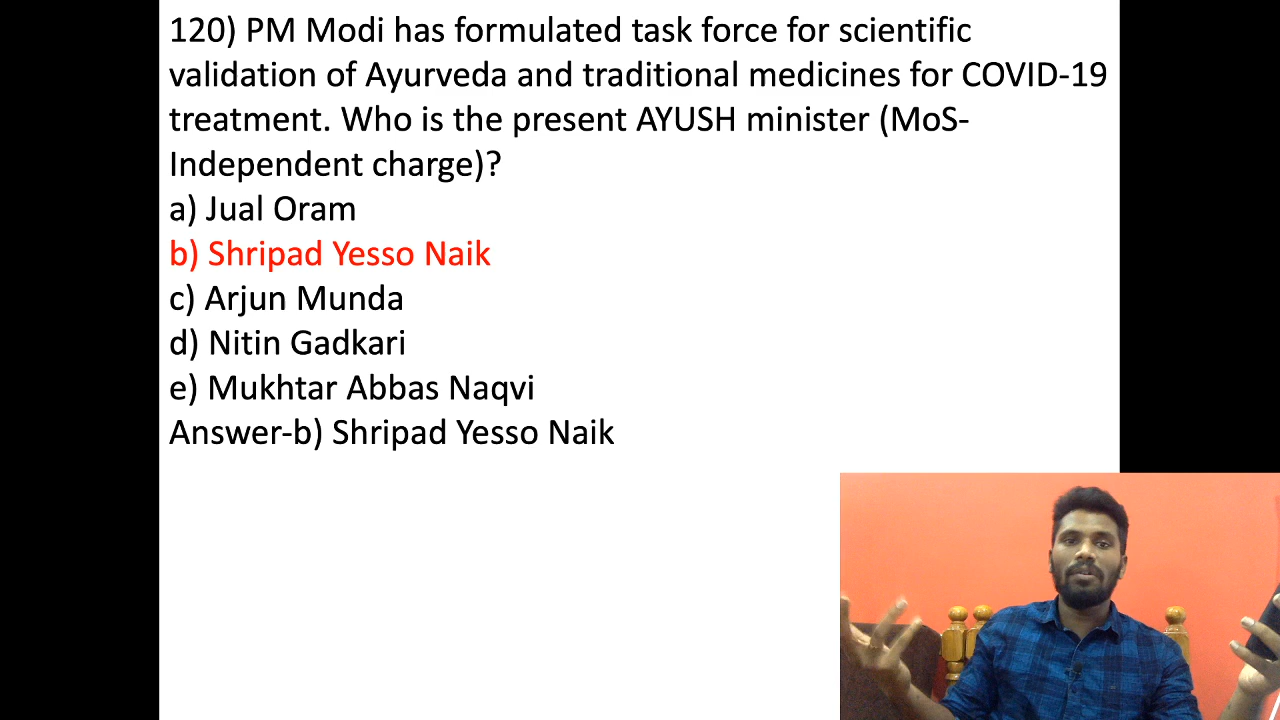 120) PM Modi has formulated task force for scientific
validation of Ayurveda and traditional medicines for COVID-19
treatment. Who is the present AYUSH minister (MoS-
Independent charge)?
a) Jual Oram
b) Shripad Yesso Naik
c) Arjun Munda
d) Nitin Gadkari
e) Mukhtar Abbas Naqvi
Answer-b) Shripad Yesso Naik